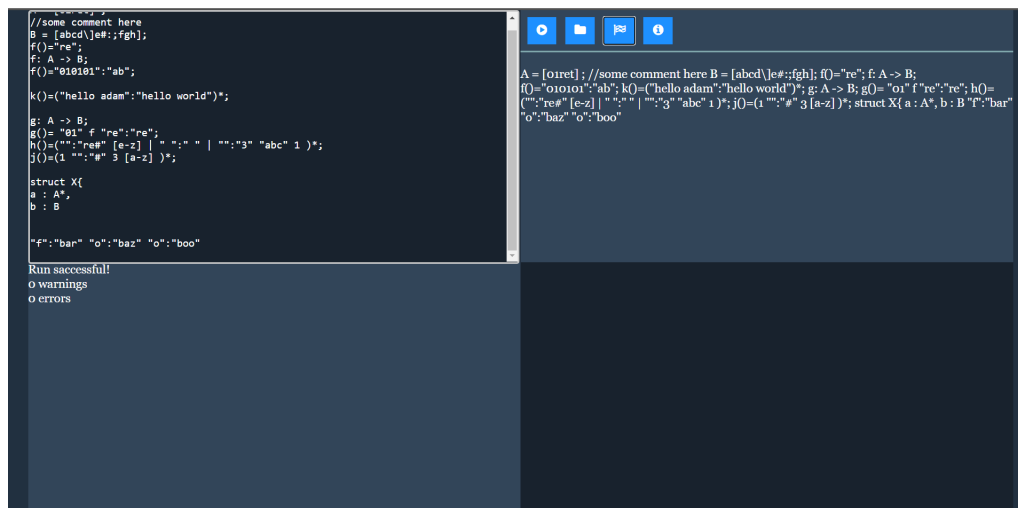 //some comment here
B = [abcd\]e#:;fgh];
f()="re";
f: A -> B;
f()="010101":"ab";
k()=("hello adam":"hello world")*;
g: A -> B;
g()= "01" f "re":"re";
h()=("":"re#" [e-z] | " ":" " | "":"3" "abc" 1 )*;
j()=(1 "":"#" 3 [a-z] )*;
struct X{
a : A*,
b : B
"f":"bar" "o":"baz" "o":"boo"
A = [01ret] ; //some comment here B = [abcd\]e#:;fgh]; f()="re"; f: A -> B;
f()="010101":"ab"; k()=("hello adam":"hello world")*; g: A -> B; g()= "01" f "re":"re"; h()=
("":"re#" [e-z] | " ":" " | "":"3" "abc" 1 )*; j()=(1 "":"#" 3 [a-z] )*; struct X{ a : A*, b : B "f":"bar"
"o":"baz" "o":"boo"
Run saccessful!
0 warnings
0 errors